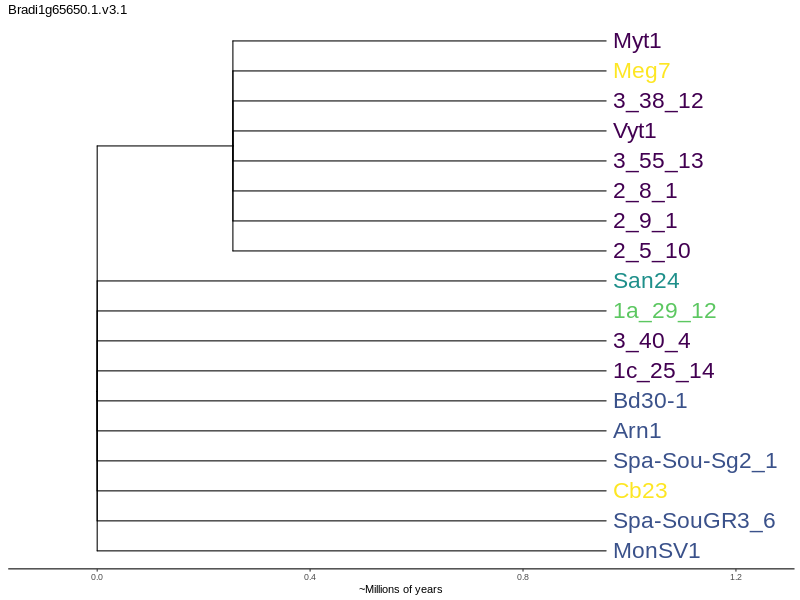 Bradi1g65650.1.v3.1
Myt1
Meg7
3_38_12
Vyt1
3_55_13
2_8_1
2_9_1
2_5_10
San24
1a_29_12
3_40_4
1c_25_14
Bd30-1
Arn1
Spa-Sou-Sg2_1
Cb23
Spa-SouGR3_6
MonSV1
0.0 0.4 0.8 1.2
~Millions of years